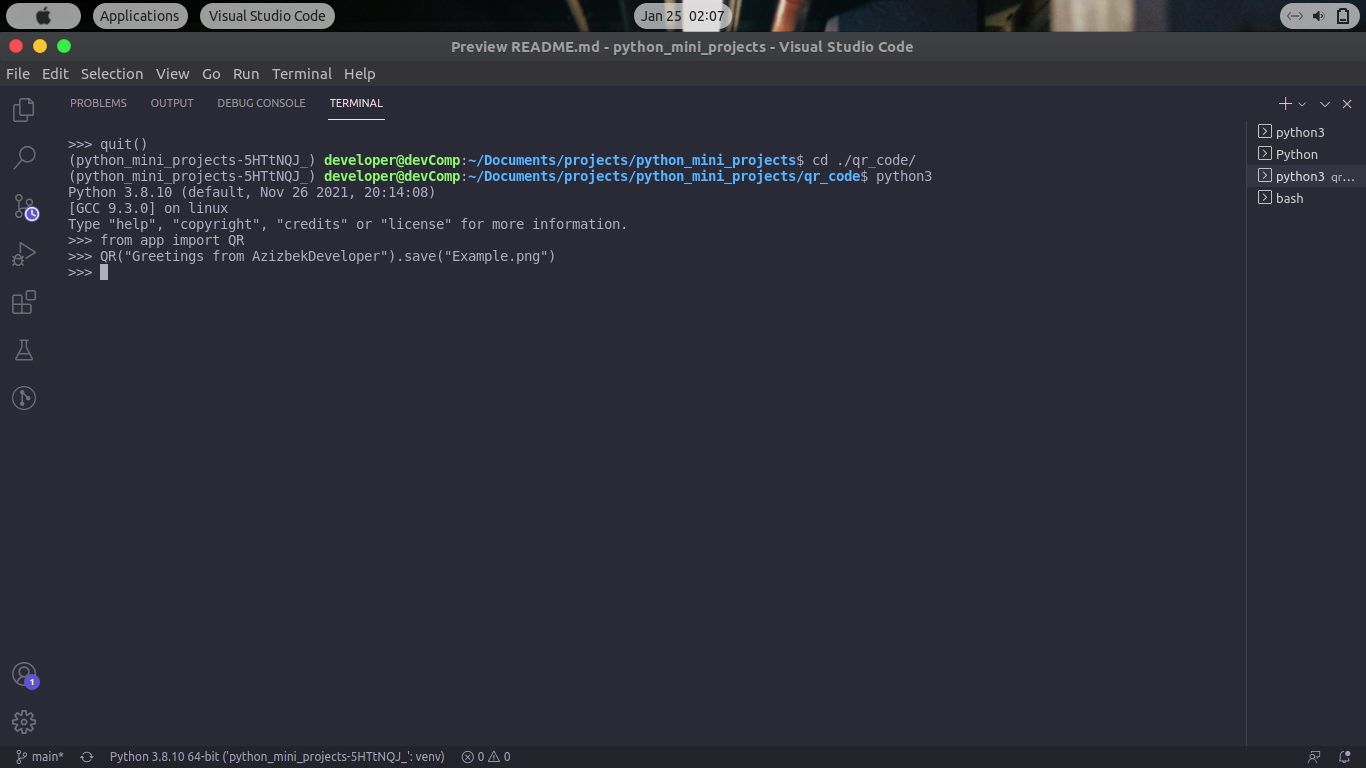 Applications
Visual Studio Code
Jan 25 02:07
Preview README.md - python_mini_projects - Visual Studio Code
File Edit Selection View Go Run Terminal Help
PROBLEMS OUTPUT DEBUG CONSOLE TERMINAL
>>> quit()
(python_mini_projects-5HTtNQJ_) developer@devComp:~/Documents/projects/python_mini_projects$ cd ./qr_code/
(python_mini_projects-5HTtNQJ_) developer@devComp:~/Documents/projects/python_mini_projects/qr_code$ python3
Python 3.8.10 (default, Nov 26 2021, 20:14:08)
[GCC 9.3.0] on linux
Type "help", "copyright", "credits" or "license" for more information.
>>> from app import QR
>>> QR("Greetings from AzizbekDeveloper").save("Example.png")
>>>
python3
Python
python3 qr...
bash
1
main* Python 3.8.10 64-bit ('python_mini_projects-5HTtNQJ_': venv) 0 0